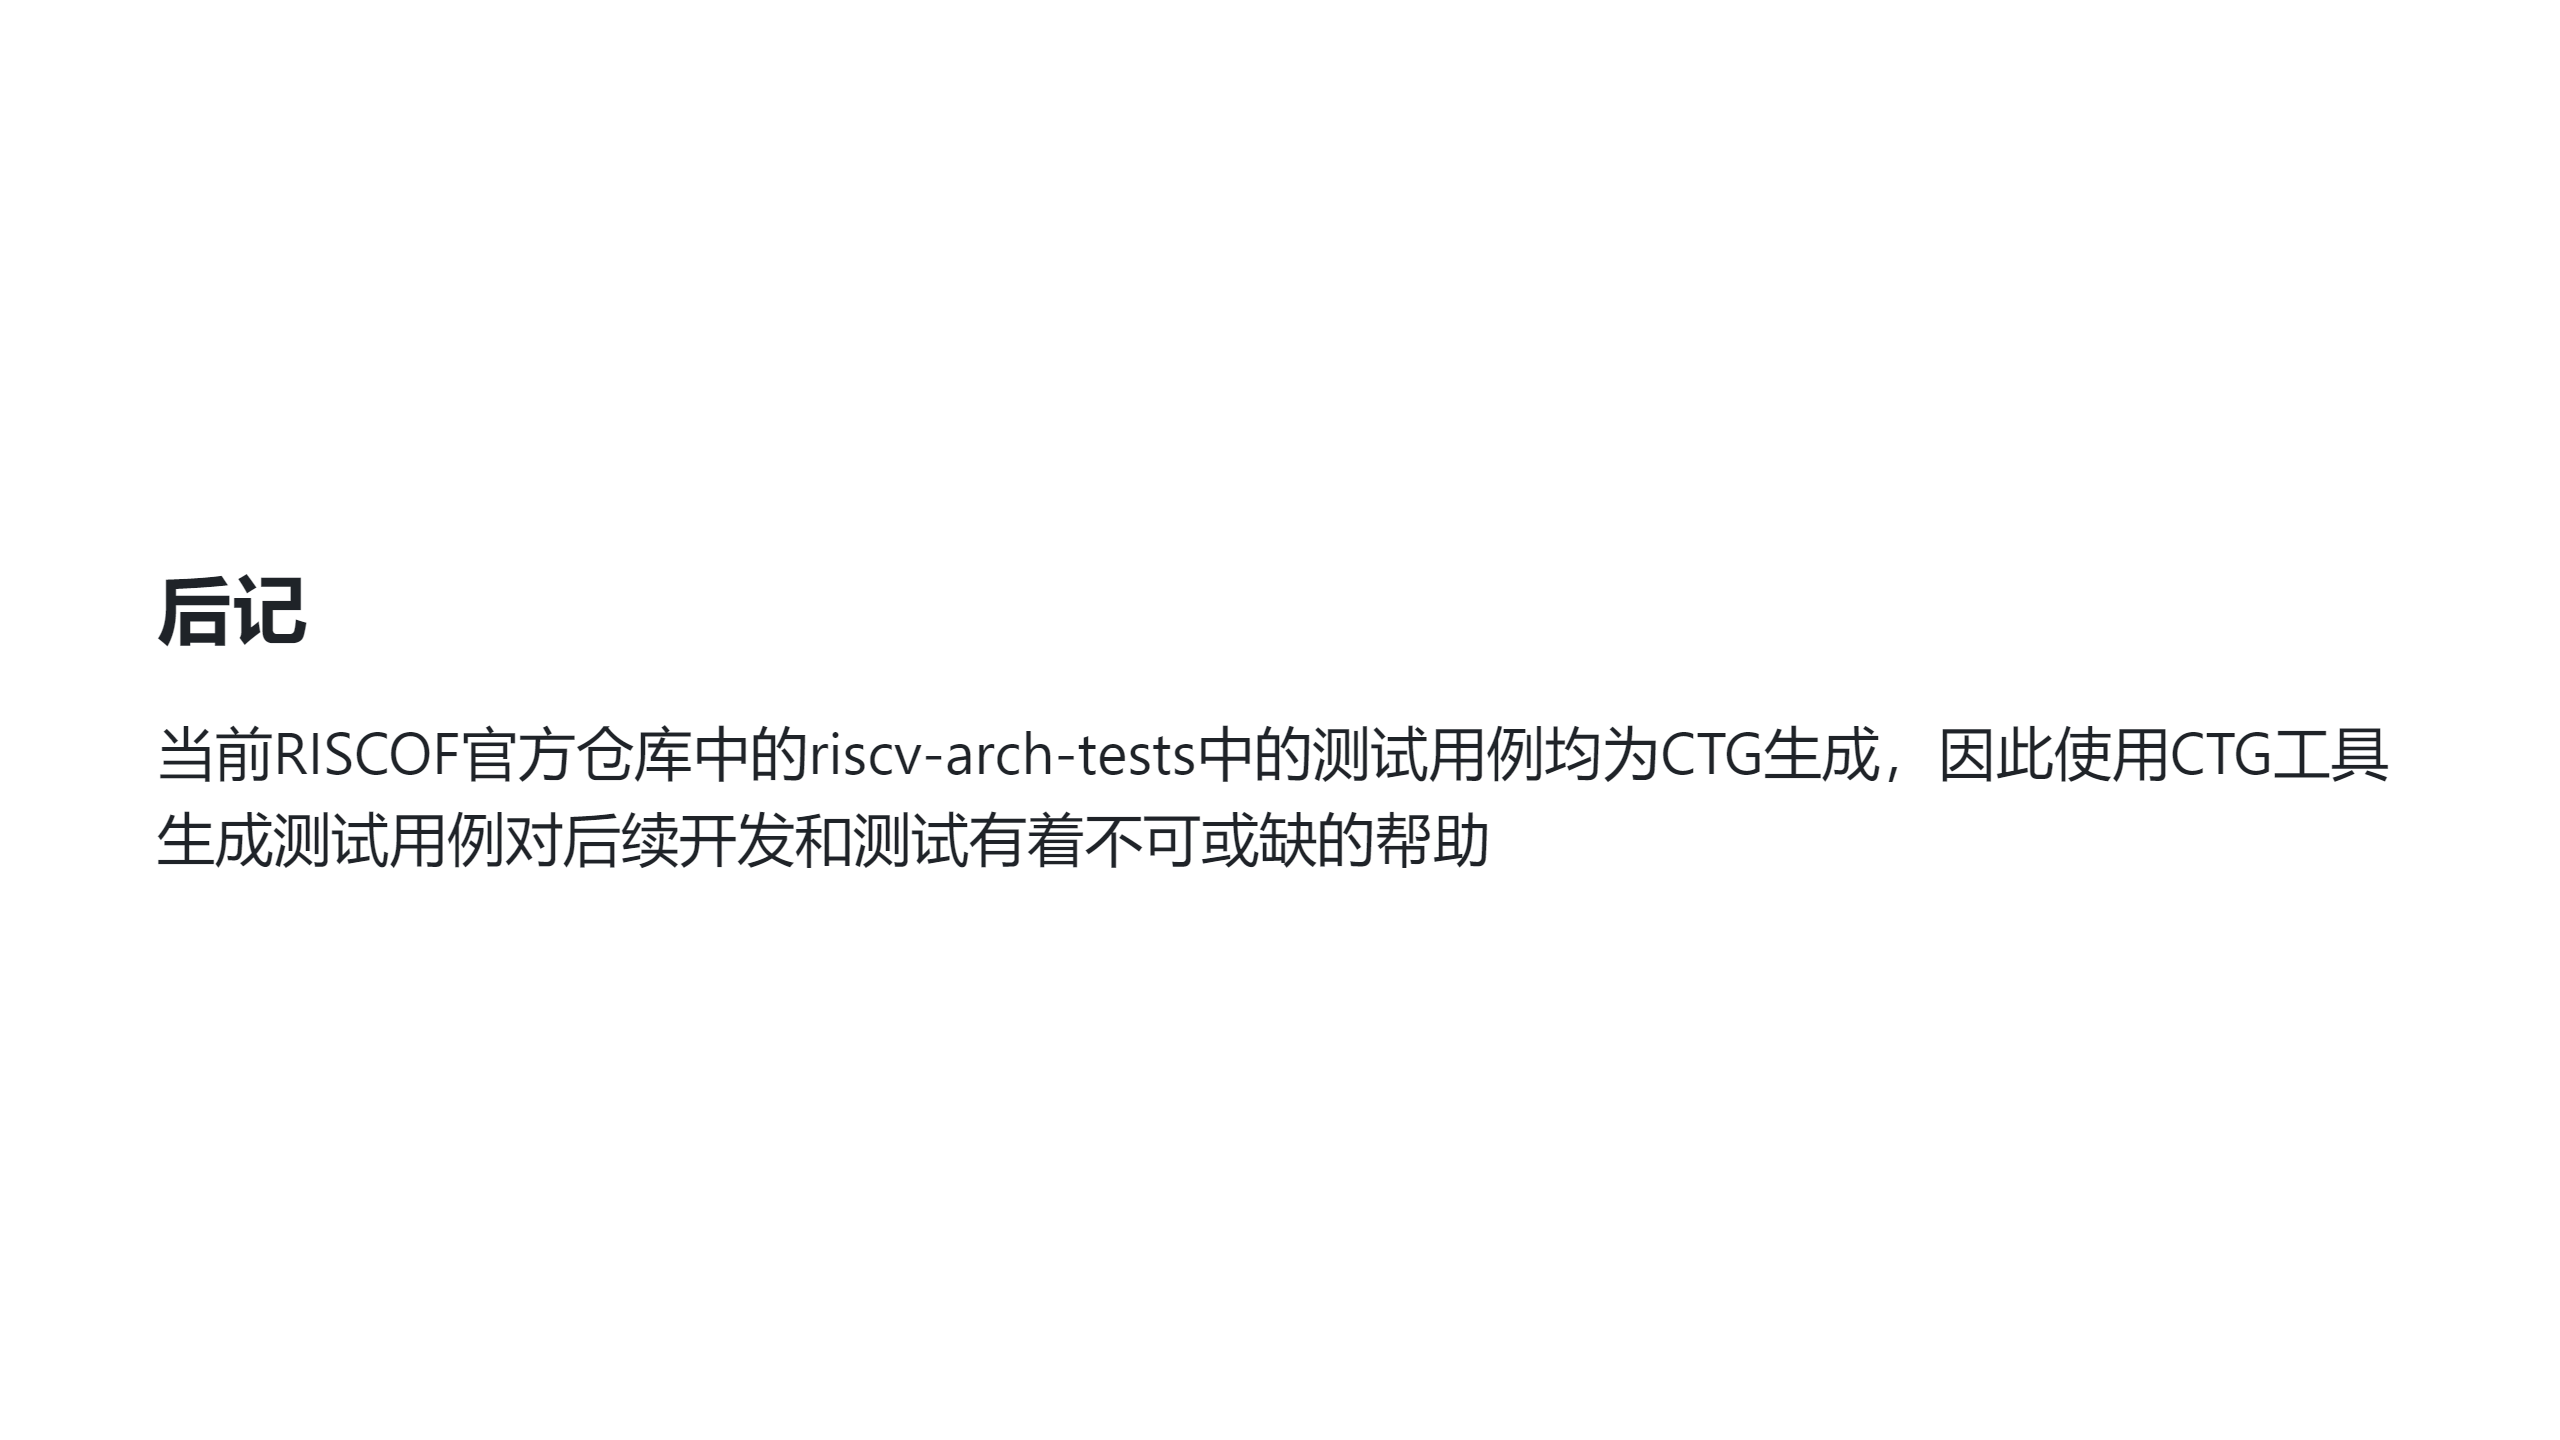 后记
当前RISCOF官方仓库中的riscv-arch-tests中的测试用例均为CTG生成，因此使用CTG工具
生成测试用例对后续开发和测试有着不可或缺的帮助